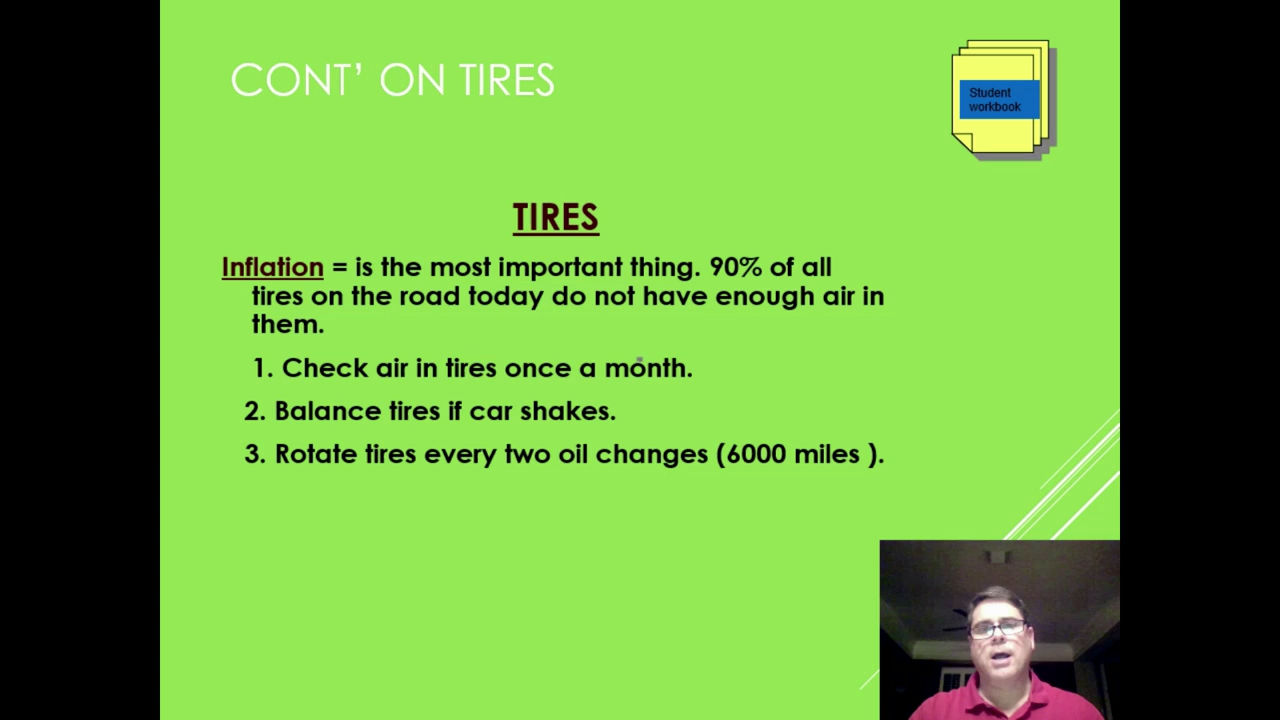 CONT’ ON TIRES
Student
workbook
TIRES
Inflation = is the most important thing. 90% of all
tires on the road today do not have enough air in
them.
1. Check air in tires once a month.
2. Balance tires if car shakes.
3. Rotate tires every two oil changes (6000 miles ).